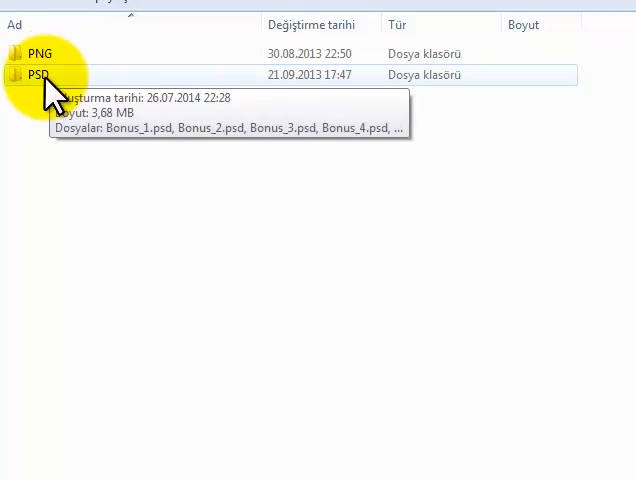 Ad Değiştirme tarihi Tür Boyut
PNG 30.08.2013 22:50 Dosya klasörü
PSD 21.09.2013 17:47 Dosya klasörü
tarihi: 26.07.2014 22:28
3,68 MB
Dosyalar: Bonus_1.psd, Bonus_2.psd, Bonus_3.psd, Bonus_4.psd, ...